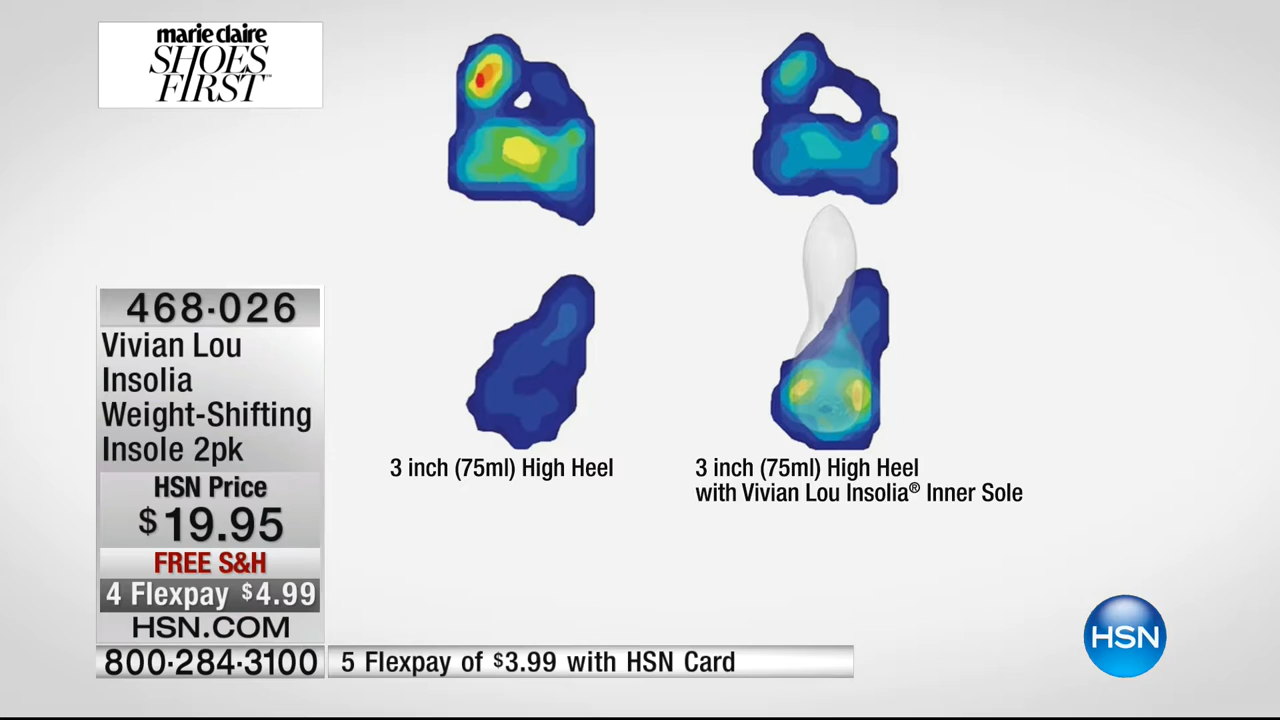 marie claire
SHOES
FIRST™
468·026
Vivian Lou
Insolia
Weight-Shifting
Insole 2pk
HSN Price
$19.95
FREE S&H
4 Flexpay $4.99
HSN.COM
800·284·3100
5 Flexpay of $3.99 with HSN Card
3 inch (75ml) High Heel
3 inch (75ml) High Heel
with Vivian Lou Insolia® Inner Sole
HSN